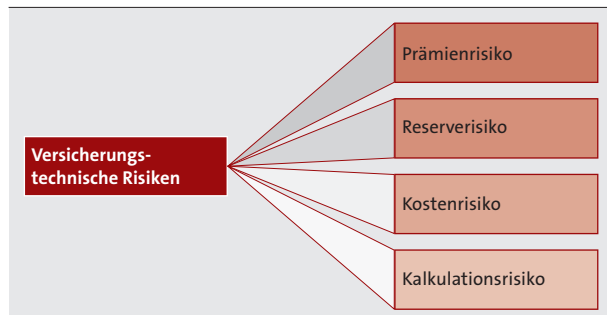 Versicherungs-
technische Risiken
Prämienrisiko
Reserverisiko
Kostenrisiko
Kalkulationsrisiko